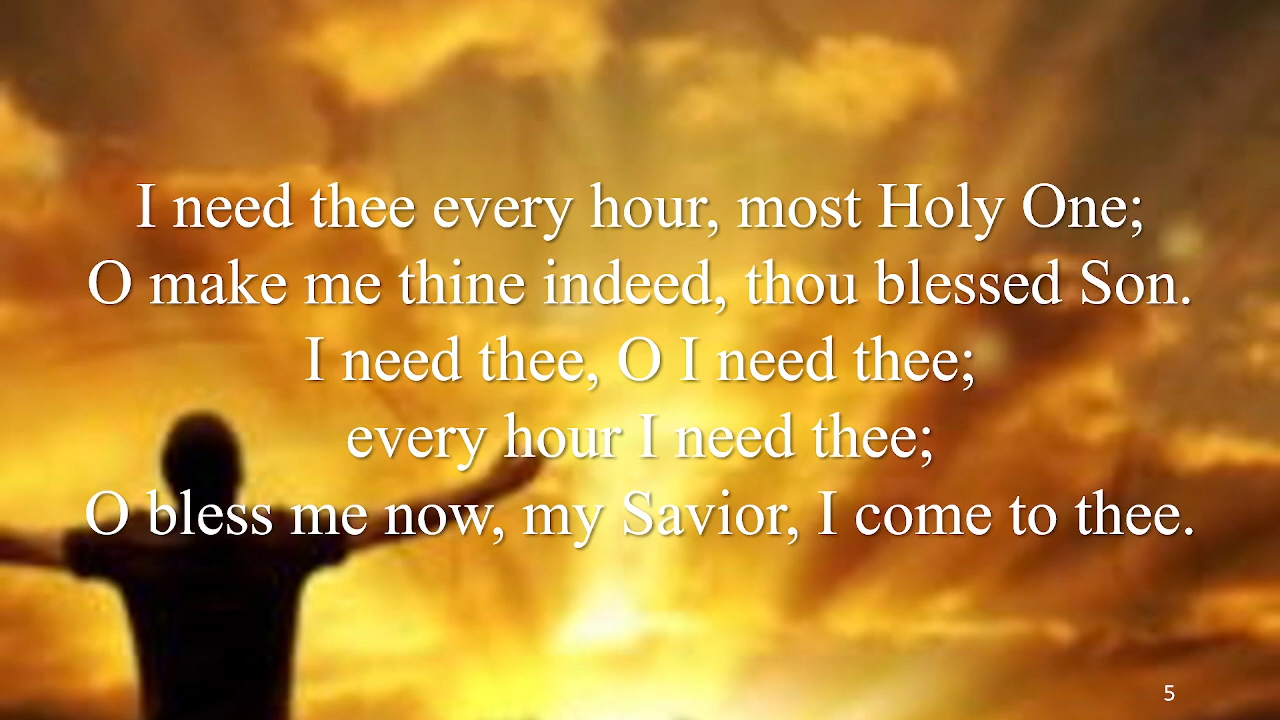 I need thee every hour, most Holy One;
O make me thine indeed, thou blessed Son.
I need thee, O I need thee;
every hour I need thee;
O bless me now, my Savior, I come to thee.
5